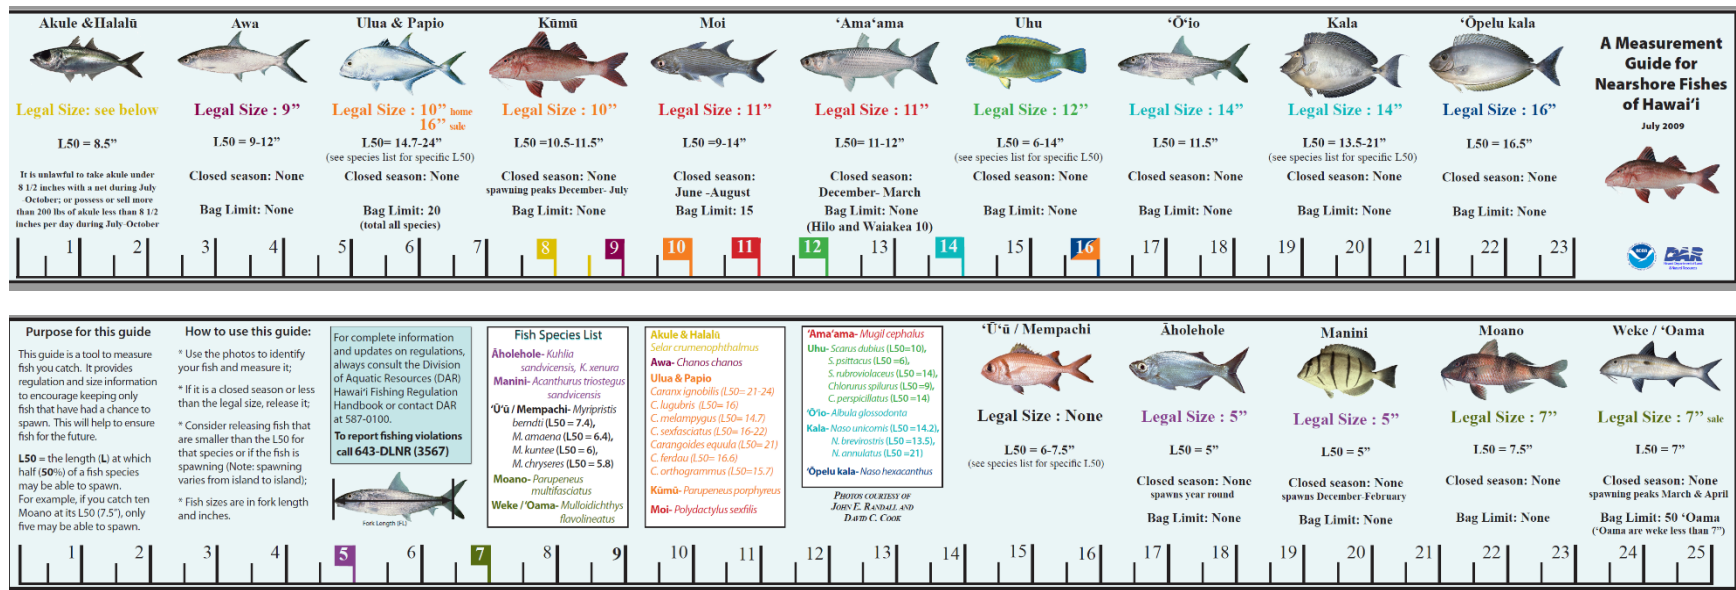 Akule &Halalū
Legal Size: see below
L50 = 8.5”
It is unlawful to take akule under
8 1/2 inches with a net during July
-October; or possess or sell more
than 200 lbs of akule less than 8 1/2
inches per day during July-October
Awa
Legal Size : 9”
L50 = 9-12”
Closed season: None
Bag Limit: None
Ulua & Papio
Legal Size : 10” home
16” sale
L50= 14.7-24”
(see species list for specific L50)
Closed season: None
Bag Limit: 20
(total all species)
Kūmū
Legal Size : 10”
L50 =10.5-11.5”
Closed season: None
spawning peaks December- July
Bag Limit: None
Moi
Legal Size : 11”
L50 =9-14”
Closed season:
June -August
Bag Limit: 15
‘Ama‘ama
Legal Size : 11”
L50= 11-12”
Closed season:
December- March
Bag Limit: None
(Hilo and Waiakea 10)
Uhu
Legal Size : 12”
L50= 6-14”
(see species list for specific L50)
Closed season: None
Bag Limit: None
‘Ō‘io
Legal Size : 14”
L50 = 11.5”
Closed season: None
Bag Limit: None
Kala
Legal Size : 14”
L50 = 13.5-21”
(see species list for specific L50)
Closed season: None
Bag Limit: None
‘Ōpelu kala
Legal Size : 16”
L50 = 16.5”
Closed season: None
Bag Limit: None
A Measurement
Guide for
Nearshore Fishes
of Hawai‘i
July 2009
1 2 3 4 5 6 7 8 9 10 11 12 13 14 15 16 17 18 19 20 21 22 23
DAR
Purpose for this guide
This guide is a tool to measure
fish you catch. It provides
regulation and size information
to encourage keeping only
fish that have had a chance to
spawn. This will help to ensure
fish for the future.
L50 = the length (L) at which
half (50%) of a fish species
may be able to spawn.
For example, if you catch ten
Moano at its L50 (7.5”), only
five may be able to spawn.
How to use this guide:
* Use the photos to identify
your fish and measure it;
* If it is a closed season or less
than the legal size, release it;
* Consider releasing fish that
are smaller than the L50 for
that species or if the fish is
spawning (Note: spawning
varies from island to island);
* Fish sizes are in fork length
and inches.
For complete information
and updates on regulations,
always consult the Division
of Aquatic Resources (DAR)
Hawai‘i Fishing Regulation
Handbook or contact DAR
at 587-0100.
To report fishing violations
call 643-DLNR (3567)
Fork Length (FL)
Fish Species List
Āholehole- Kuhlia
sandvicensis, K. xenura
Manini- Acanthurus triostegus
sandvicensis
‘Ū‘ū / Mempachi- Myripristis
berndti (L50 = 7.4),
M. amaena (L50 = 6.4),
M. kuntee (L50 = 6),
M. chryseres (L50 = 5.8)
Moano- Parupeneus
multifasciatus
Weke / ‘Oama- Mulloidichthys
flavolineatus
Akule & Halalū
Selar crumenophthalmus
Awa- Chanos chanos
Ulua & Papio
Caranx ignobilis (L50= 21-24)
C. lugubris (L50= 16)
C. melampygus (L50= 14.7)
C. sexfasciatus (L50= 16-22)
Carangoides equula (L50= 21)
C. ferdau (L50= 16.6)
C. orthogrammus (L50=15.7)
Kūmū- Parupeneus porphyreus
Moi- Polydactylus sexfilis
‘Ama‘ama- Mugil cephalus
Uhu- Scarus dubius (L50=10),
S. psittacus (L50 =6),
S. rubroviolaceus (L50 =14),
Chlorurus spilurus (L50 =9),
C. perspicillatus (L50 =14)
‘Ō‘io- Albula glossodonta
Kala- Naso unicornis (L50 =14.2),
N. brevirostris (L50 =13.5),
N. annulatus (L50 =21)
‘Ōpelu kala- Naso hexacanthus
Photos courtesy of
John E. Randall and
David C. Cook
‘Ū‘ū / Mempachi
Legal Size : None
L50 = 6-7.5”
(see species list for specific L50)
Āholehole
Legal Size : 5”
L50 = 5”
Closed season: None
spawns year round
Bag Limit: None
Manini
Legal Size : 5”
L50 = 5”
Closed season: None
spawns December-February
Bag Limit: None
Moano
Legal Size : 7”
L50 = 7.5”
Closed season: None
Bag Limit: None
Weke / ‘Oama
Legal Size : 7” sale
L50 = 7”
Closed season: None
spawning peaks March & April
Bag Limit: 50 ‘Oama
(‘Oama are weke less than 7”)
1 2 3 4 5 6 7 8 9 10 11 12 13 14 15 16 17 18 19 20 21 22 23 24 25